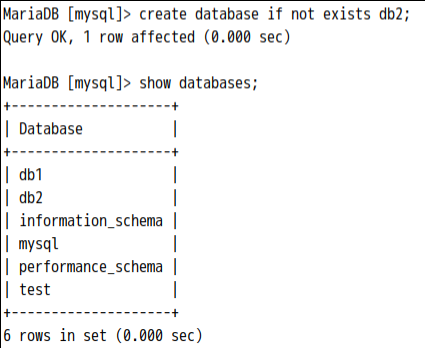 MariaDB [mysql]> create database if not exists db2;
Query OK, 1 row affected (0.000 sec)

MariaDB [mysql]> show databases;
+--------------------+
| Database           |
+--------------------+
| db1                |
| db2                |
| information_schema |
| mysql              |
| performance_schema |
| test               |
+--------------------+
6 rows in set (0.000 sec)